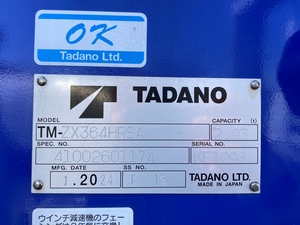 OK
Tadano Ltd.
TADANO
MODEL
CAPACITY (t)
TM-ZX364HRSA
SPEC. NO.
SERIAL NO.
MFG. DATE
SS NO.
1.2024
TADANO LTD.
MADE IN JAPAN
ウインチ減速機のフェー